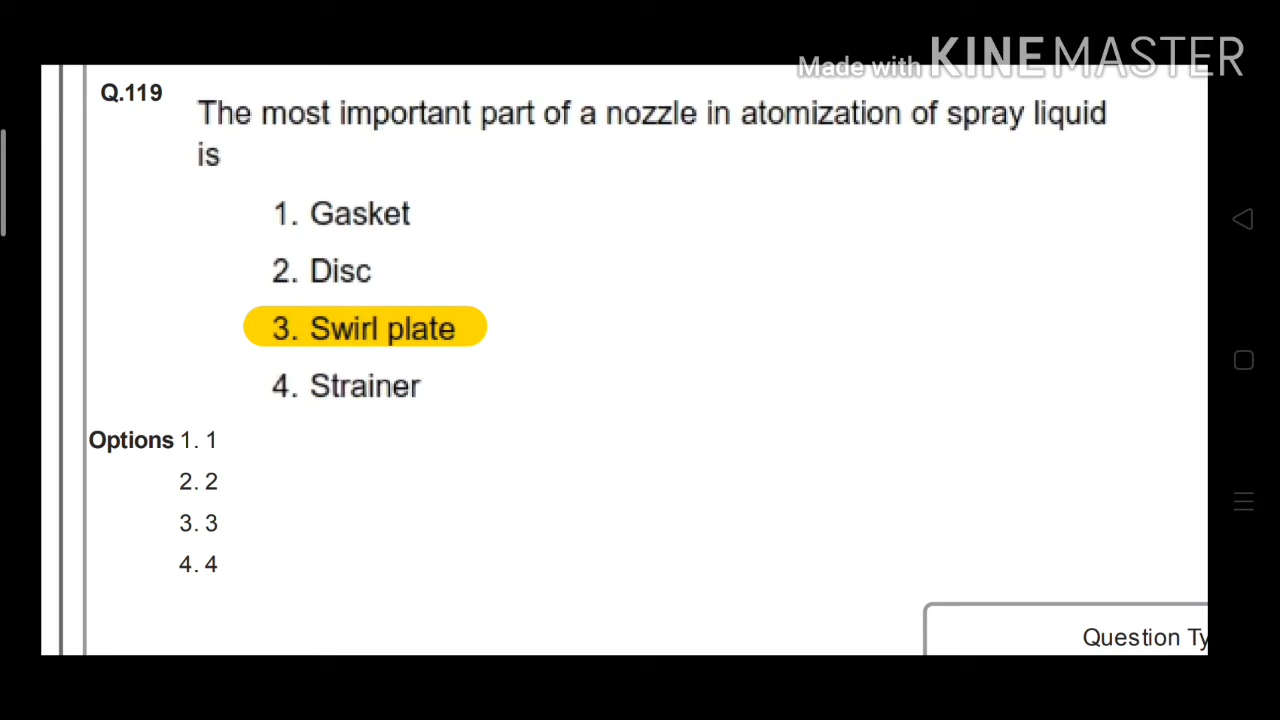 Made with KINEMASTER
Q.119
The most important part of a nozzle in atomization of spray liquid
is
1. Gasket
2. Disc
3. Swirl plate
4. Strainer
Options 1. 1
2. 2
3. 3
4. 4
Question Ty